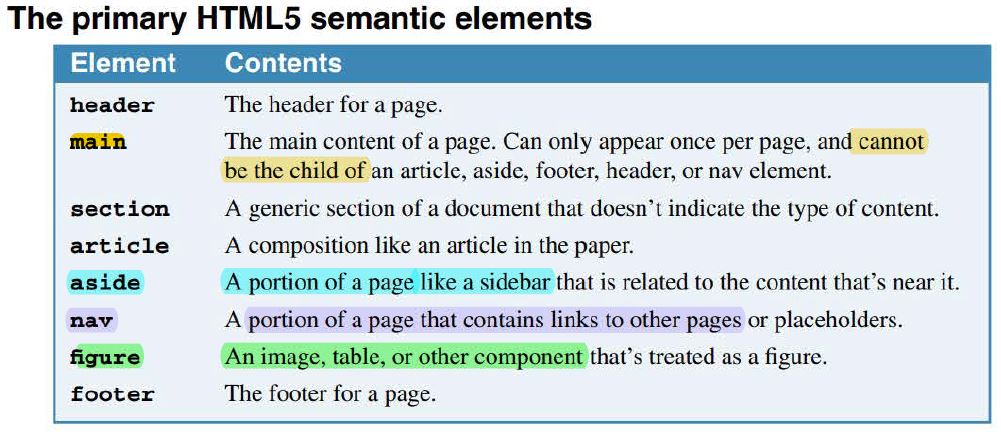 The primary HTML5 semantic elements
Element Contents
header The header for a page.
main The main content of a page. Can only appear once per page, and cannot
be the child of an article, aside, footer, header, or nav element.
section A generic section of a document that doesn't indicate the type of content.
article A composition like an article in the paper.
aside A portion of a page like a sidebar that is related to the content that's near it.
nav A portion of a page that contains links to other pages or placeholders.
figure An image, table, or other component that's treated as a figure.
footer The footer for a page.